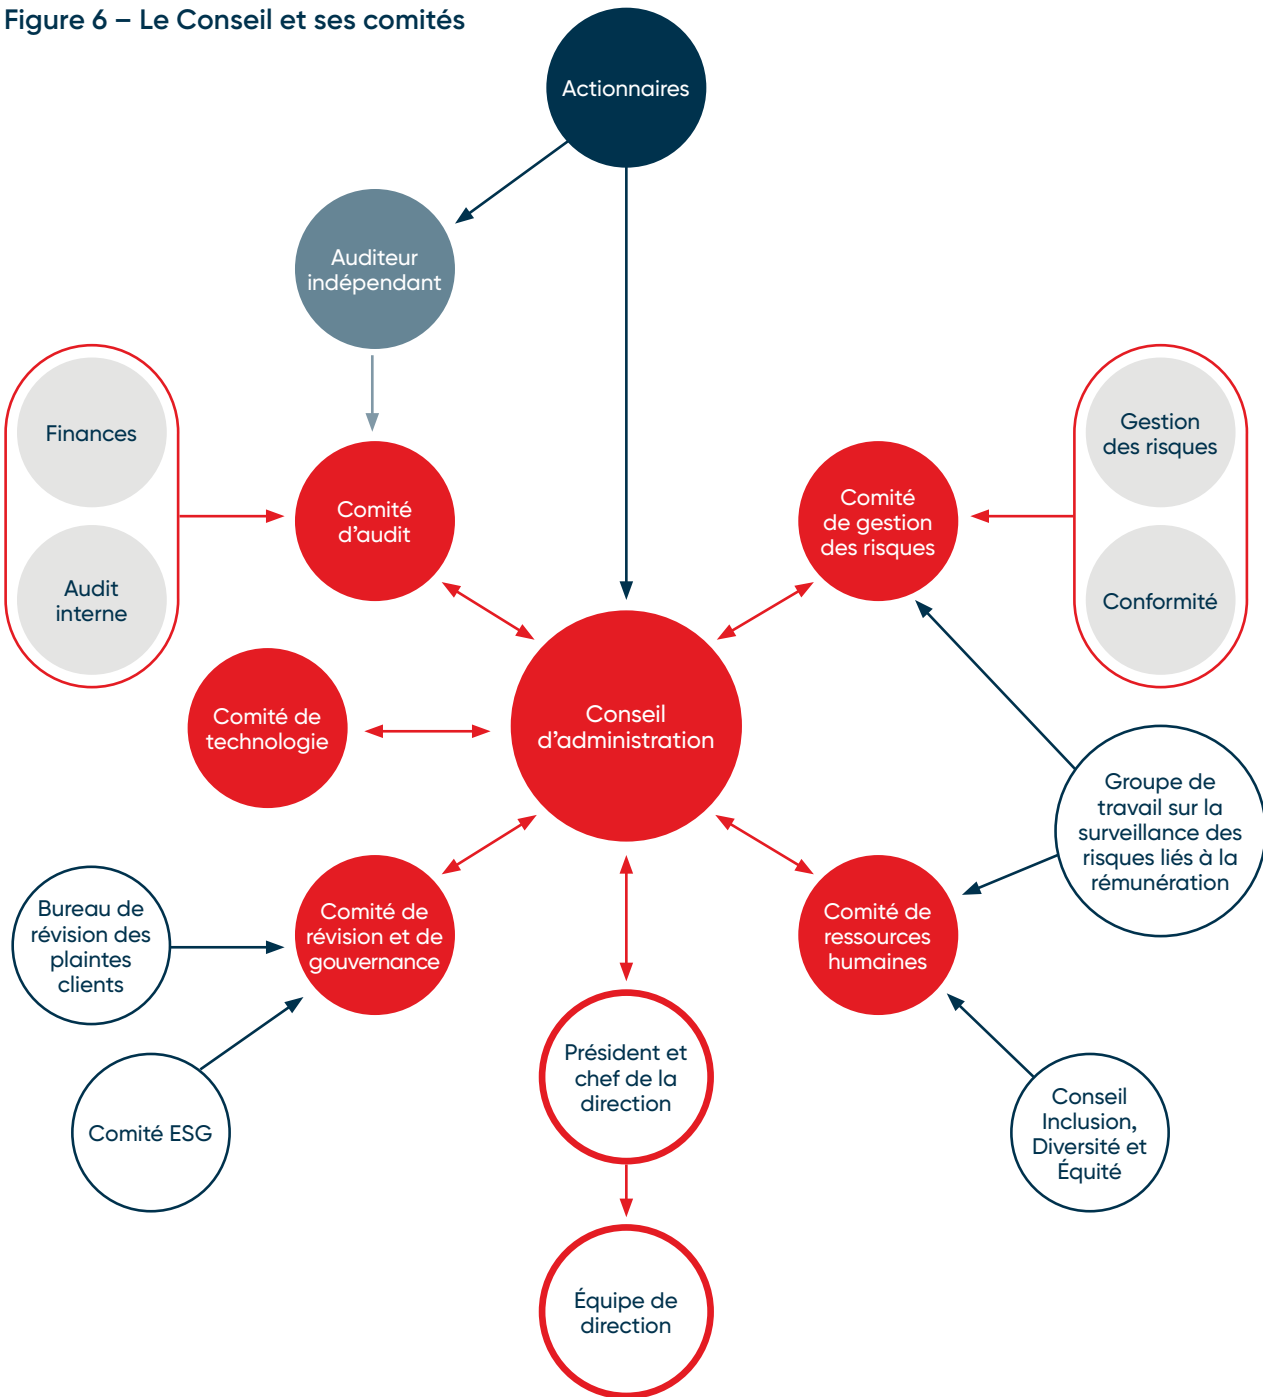 Figure 6 – Le Conseil et ses comités
Actionnaires
Auditeur
indépendant
Finances
Audit
interne
Comité
d’audit
Comité
de gestion
des risques
Gestion
des risques
Conformité
Comité de
technologie
Conseil
d’administration
Groupe de
travail sur la
surveillance des
risques liés à la
rémunération
Bureau de
révision des
plaintes
clients
Comité de
révision et de
gouvernance
Comité de
ressources
humaines
Comité ESG
Président et
chef de la
direction
Conseil
Inclusion,
Diversité et
Équité
Équipe de
direction